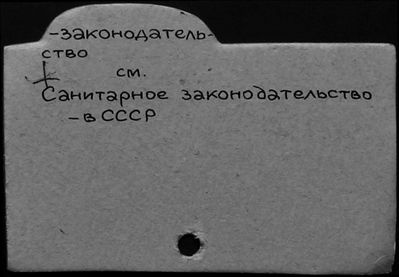 -законодатель-
ство
см.
Санитарное законодательство
- в СССР